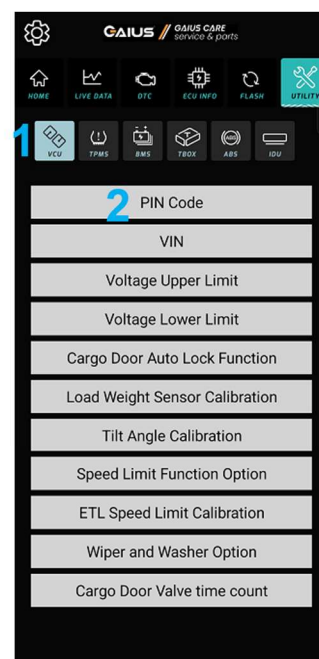 GAIUS // GAIUS CARE
service & parts
HOME LIVE DATA OTC ECU INFO FLASH UTILITY
1 VCU TPMS BMS TBOX ABS IDU
2 PIN Code
VIN
Voltage Upper Limit
Voltage Lower Limit
Cargo Door Auto Lock Function
Load Weight Sensor Calibration
Tilt Angle Calibration
Speed Limit Function Option
ETL Speed Limit Calibration
Wiper and Washer Option
Cargo Door Valve time count